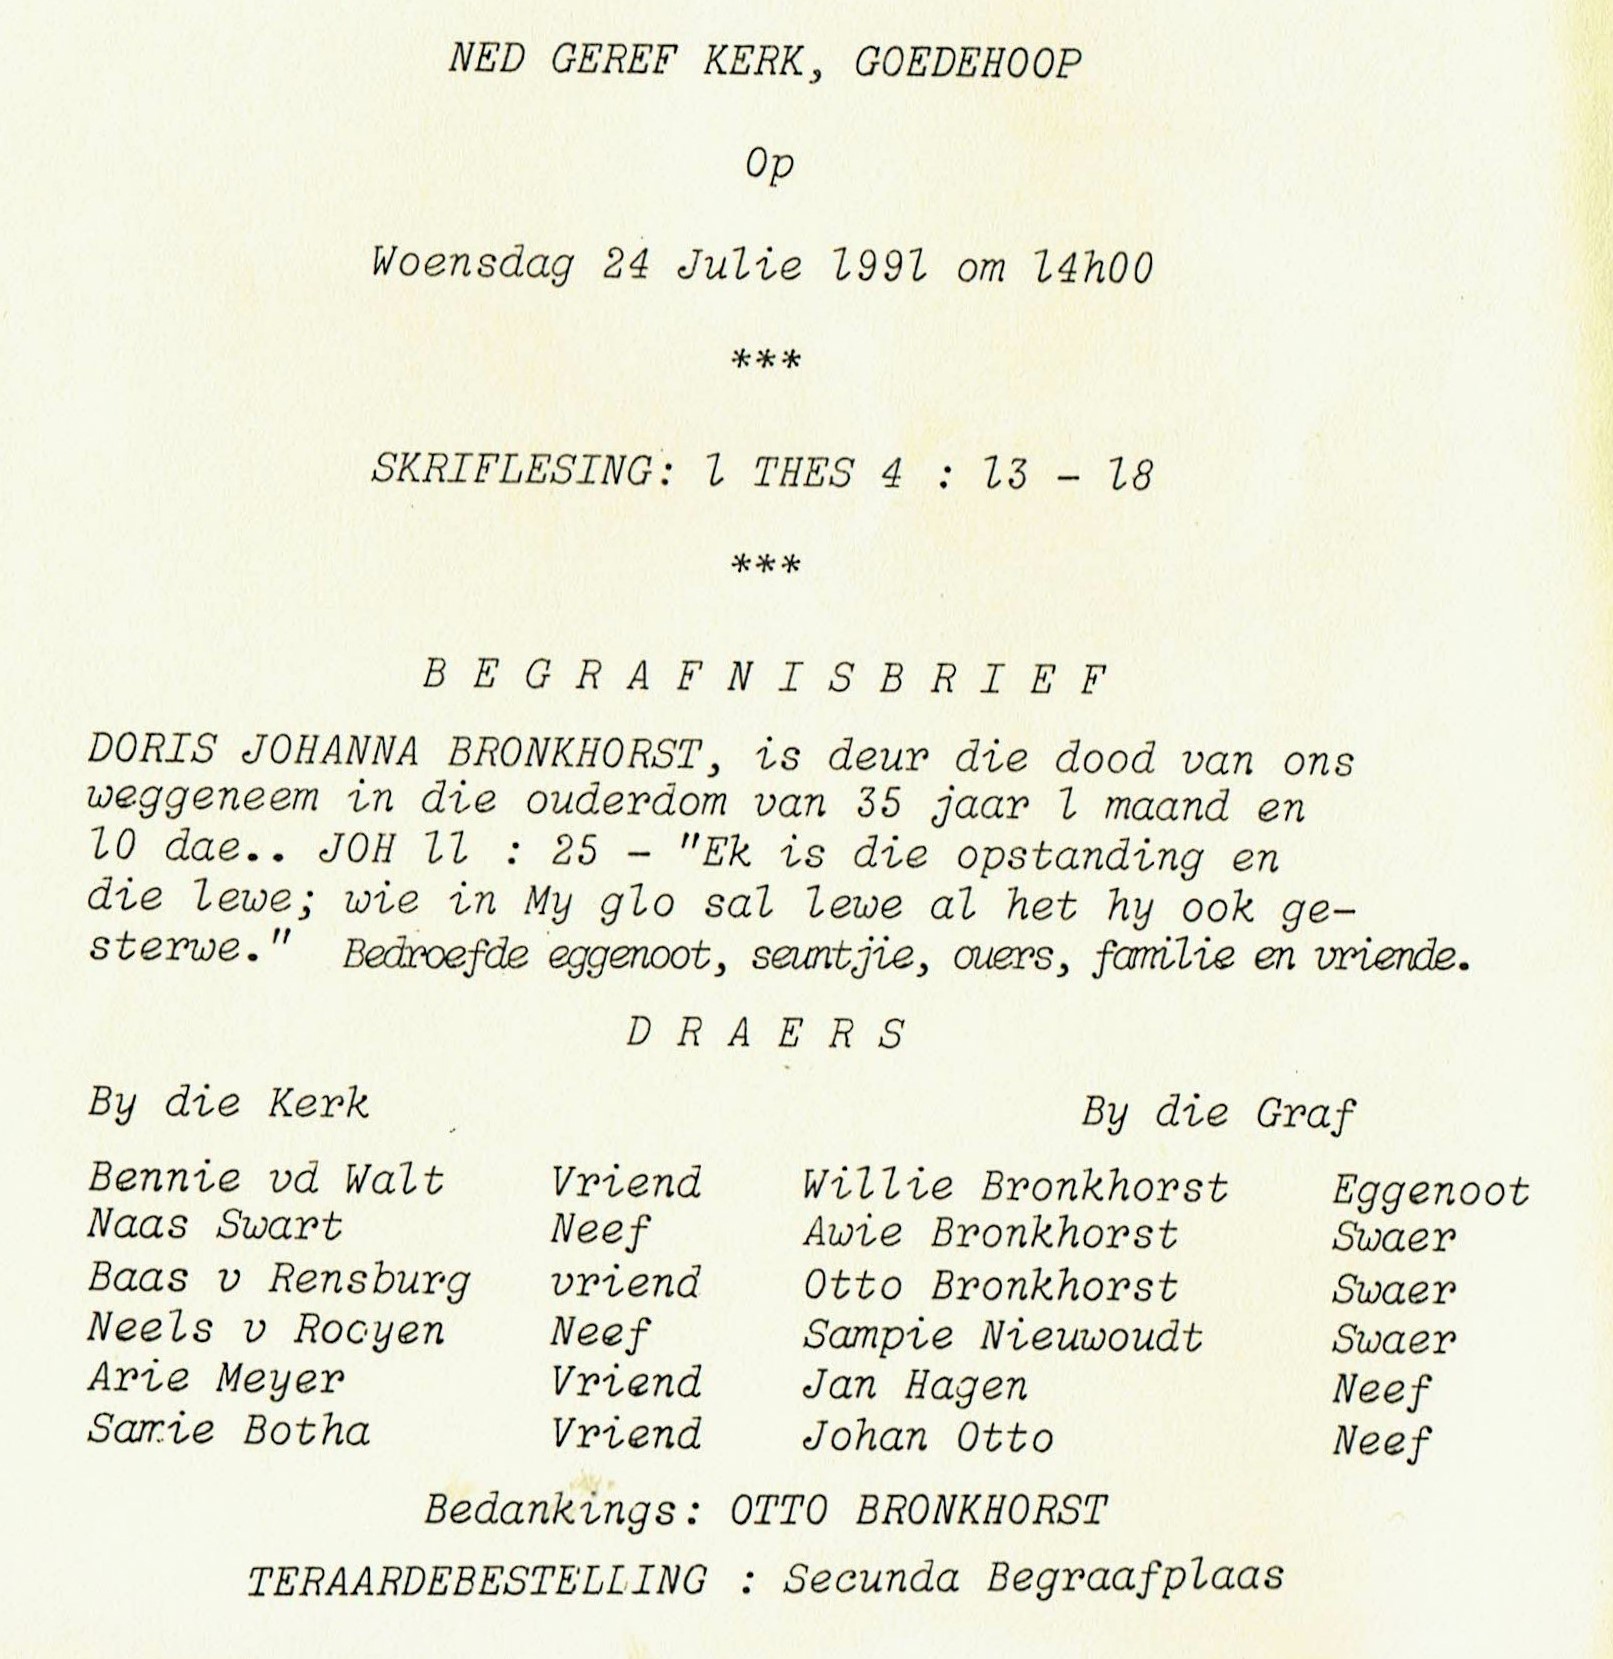 NED GEREF KERK, GOEDEHOOP
Op
Woensdag 24 Julie 1991 om 14h00
***
SKRIFLESING: 1 THES 4 : 13 - 18
***
B E G R A F N I S B R I E F
DORIS JOHANNA BRONKHORST, is deur die dood van ons
weggeneem in die ouderdom van 35 jaar 1 maand en
10 dae.. JOH 11 : 25 - "Ek is die opstanding en
die lewe; wie in My glo sal lewe al het hy ook ge-
sterwe." Bedroefde eggenoot, seuntjie, ouers, familie en vriende.
D R A E R S
By die Kerk By die Graf
Bennie vd Walt Vriend Willie Bronkhorst Eggenoot
Naas Swart Neef Awie Bronkhorst Swaer
Baas v Rensburg vriend Otto Bronkhorst Swaer
Neels v Rooyen Neef Sampie Nieuwoudt Swaer
Arie Meyer Vriend Jan Hagen Neef
Sarrie Botha Vriend Johan Otto Neef
Bedankings: OTTO BRONKHORST
TERAARDEBESTELLING : Secunda Begraafplaas